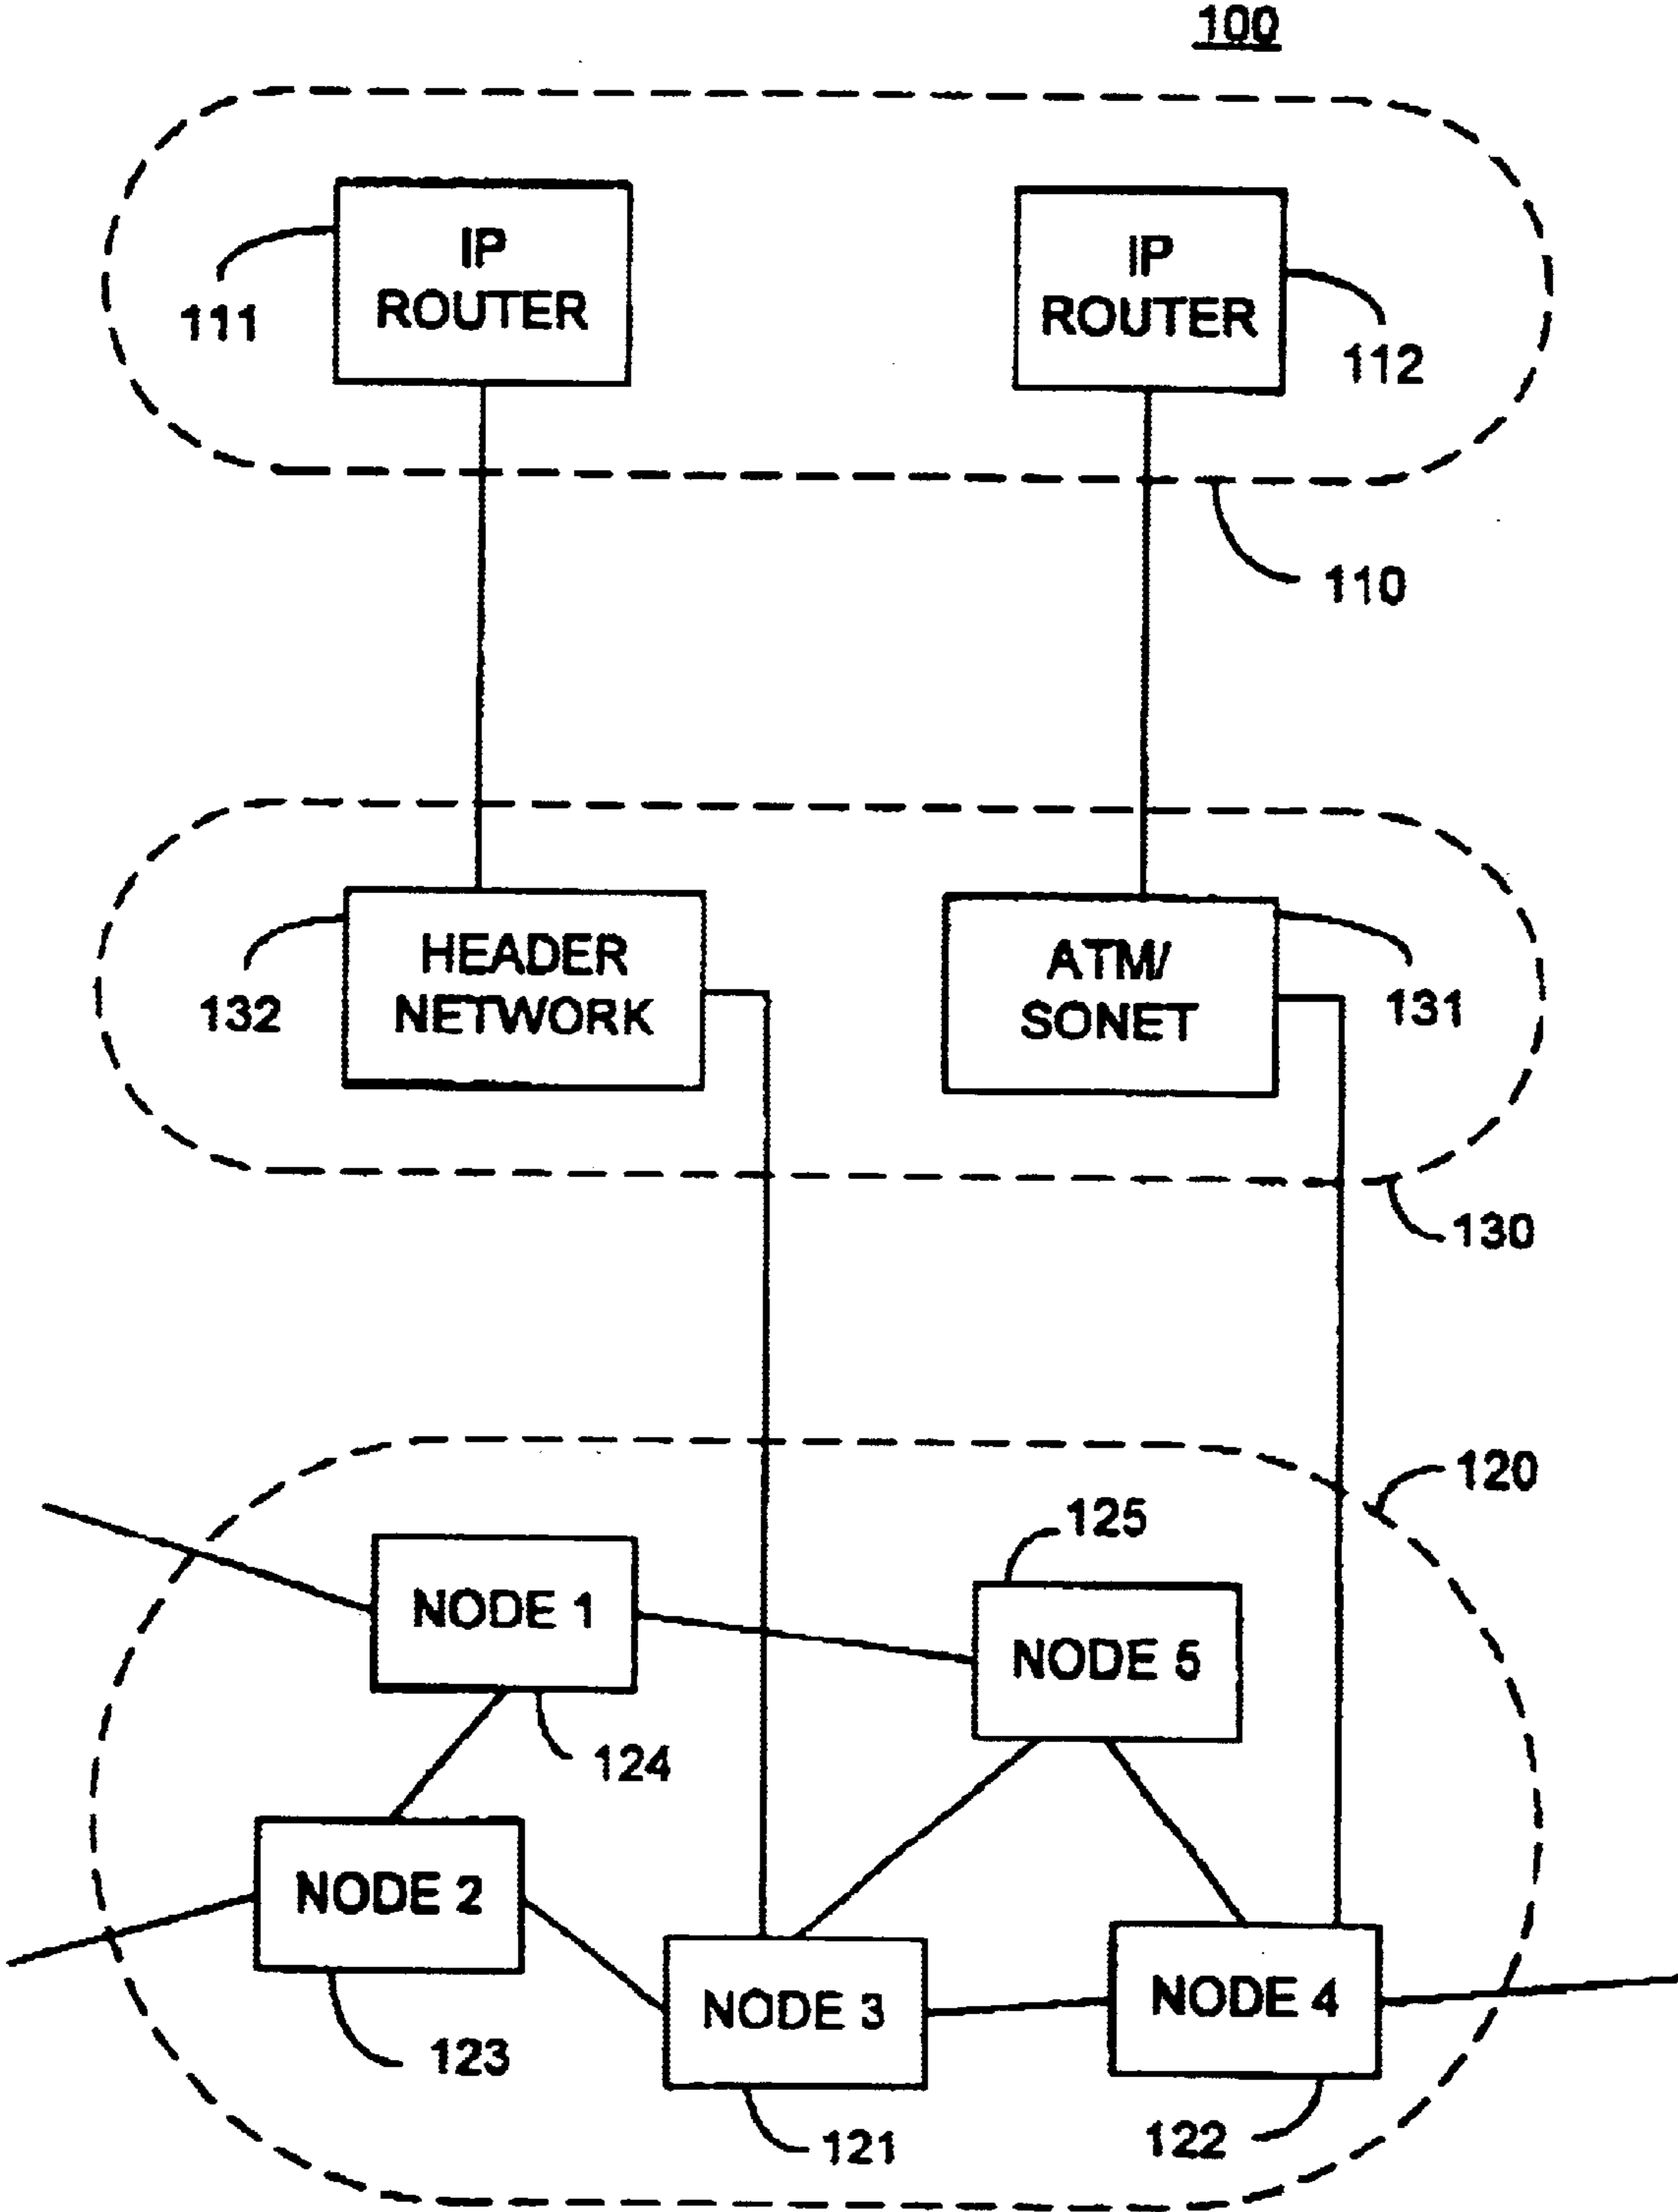 100
IP
ROUTER
111
IP
ROUTER
112
110
HEADER
NETWORK
132
ATM/
SONET
131
130
120
125
NODE 1
NODE 5
124
NODE 2
NODE 3
NODE 4
123
121
122